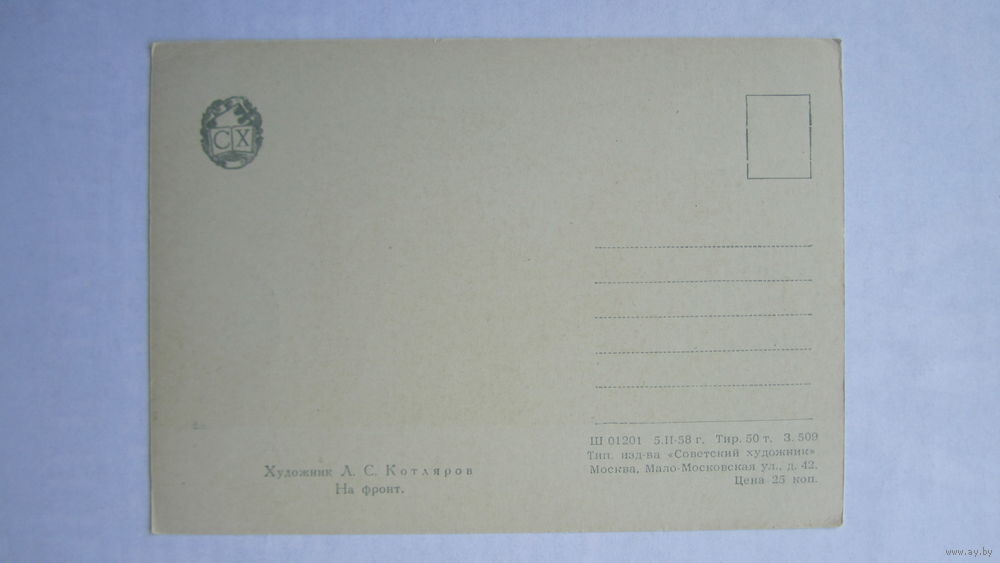 СХ
Художник Л. С. Котляров
На фронт.
Ш 01201 5.II-58 г. Тир. 50 т. З. 509
Тип. изд-ва «Советский художник»
Москва, Мало-Московская ул., д. 42.
Цена 25 коп.
www.ay.by